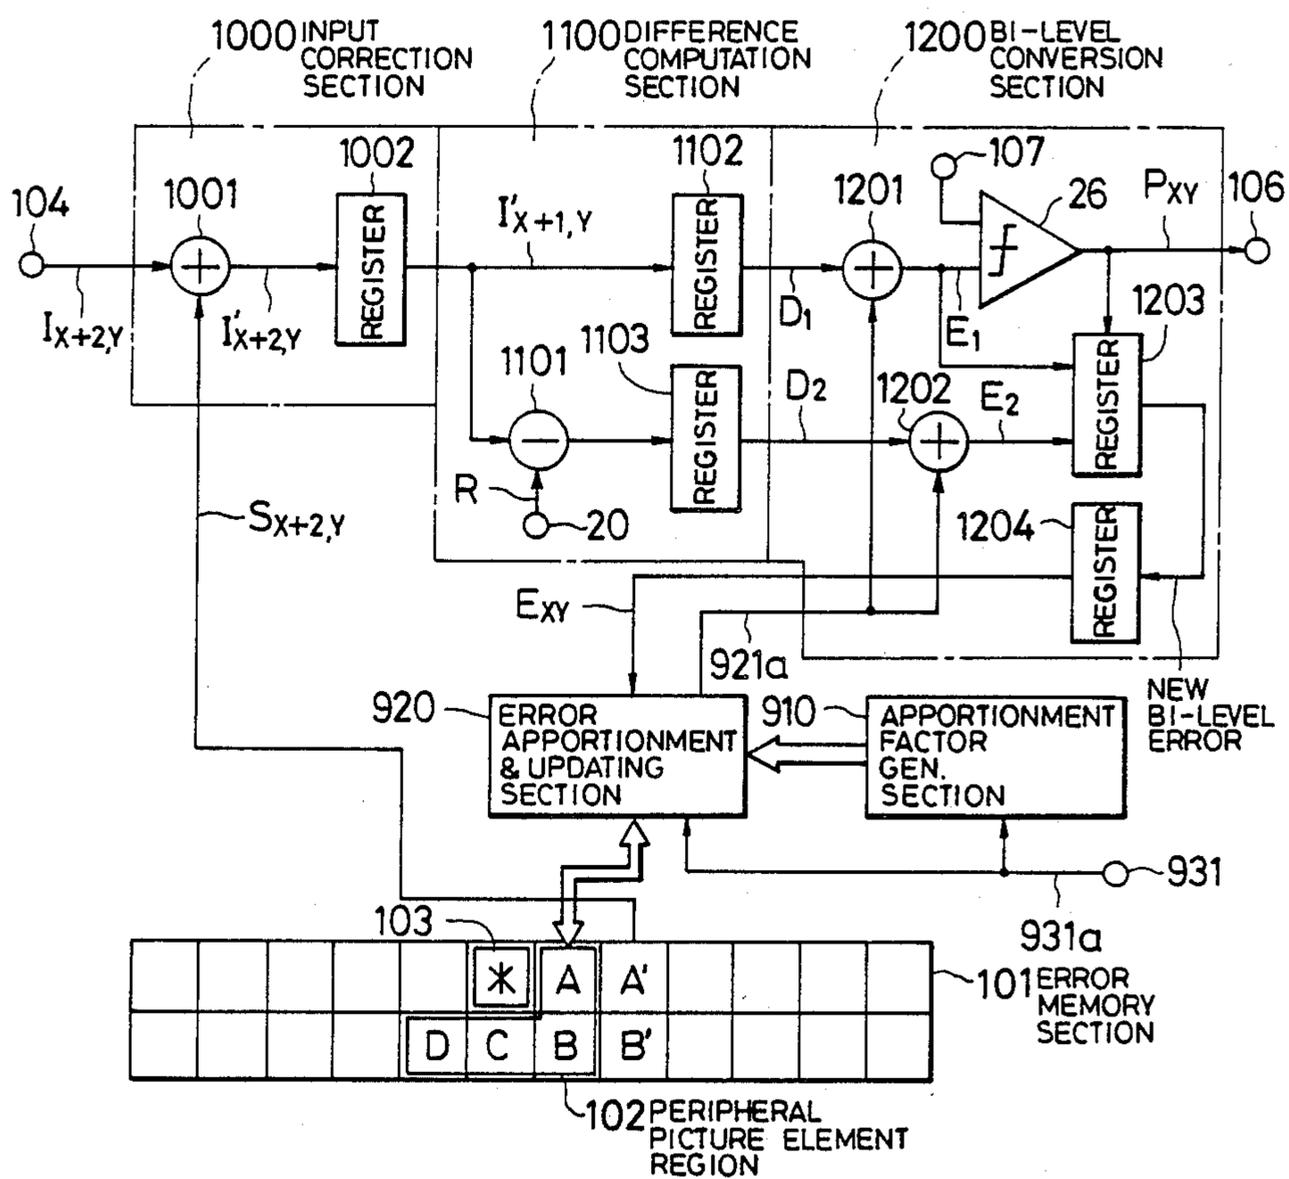 1000 INPUT CORRECTION SECTION
1100 DIFFERENCE COMPUTATION SECTION
1200 BI-LEVEL CONVERSION SECTION
104
1001
1002
REGISTER
I'X+1,Y
1102
REGISTER
1201
107
26
PXY
106
IX+2,Y
I'X+2,Y
D1
E1
1203
REGISTER
1101
1103
REGISTER
D2
1202
E2
R
20
SX+2,Y
1204
REGISTER
EXY
921a
NEW BI-LEVEL ERROR
920
ERROR APPORTIONMENT & UPDATING SECTION
910
APPORTIONMENT FACTOR GEN. SECTION
931
931a
103
* A A'
D C B B'
101 ERROR MEMORY SECTION
102 PERIPHERAL PICTURE ELEMENT REGION